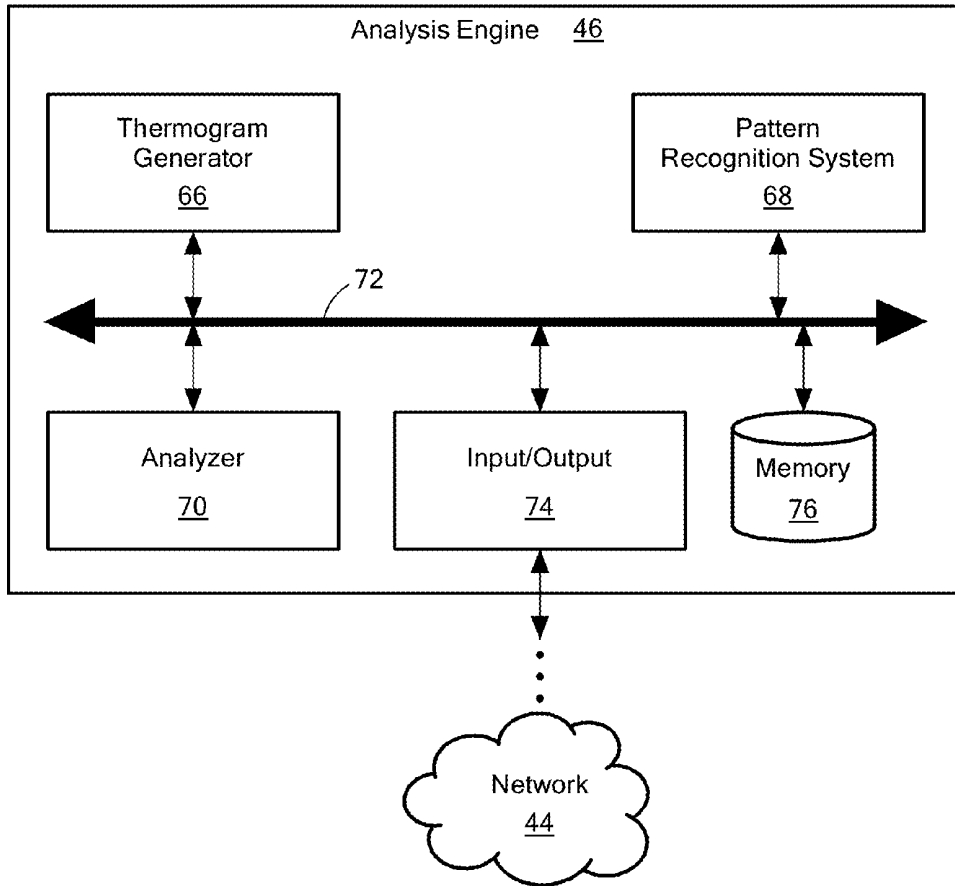 Analysis Engine 46
Thermogram
Generator
66
Pattern
Recognition System
68
72
Analyzer
70
Input/Output
74
Memory
76
Network
44